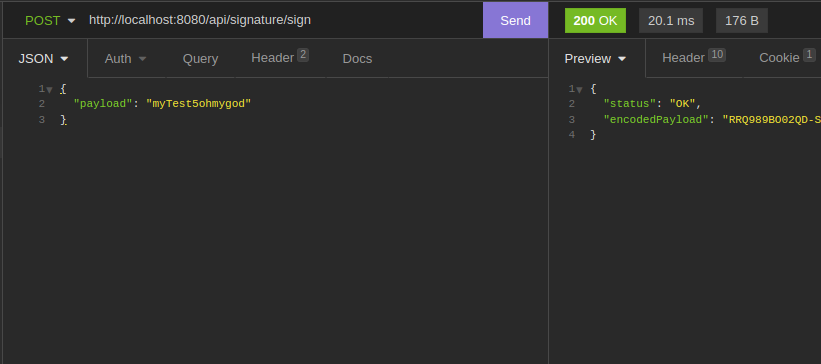 POST http://localhost:8080/api/signature/sign Send 200 OK 20.1 ms 176 B
JSON Auth Query Header 2 Docs Preview Header 10 Cookie 1
1 {
2 "payload": "myTest5ohmygod"
3 }
1 {
2 "status": "OK",
3 "encodedPayload": "RRQ989BO02QD-S
4 }